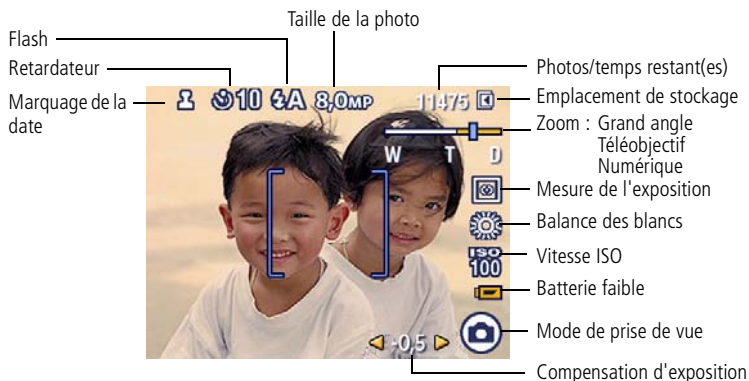 Taille de la photo
Flash
Retardateur
Marquage de la
date
10 A 8,0MP 11475
W T D
ISO
100
-0,5
Photos/temps restant(es)
Emplacement de stockage
Zoom : Grand angle
Téléobjectif
Numérique
Mesure de l'exposition
Balance des blancs
Vitesse ISO
Batterie faible
Mode de prise de vue
Compensation d'exposition